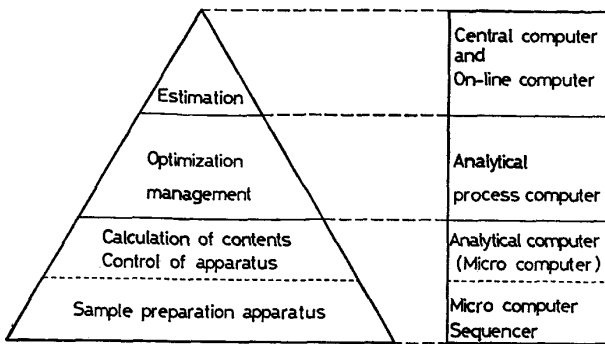 Estimation
Optimization
management
Calculation of contents
Control of apparatus
Sample preparation apparatus
Central computer
and
On-line computer
Analytical
process computer
Analytical computer
(Micro computer)
Micro computer
Sequencer